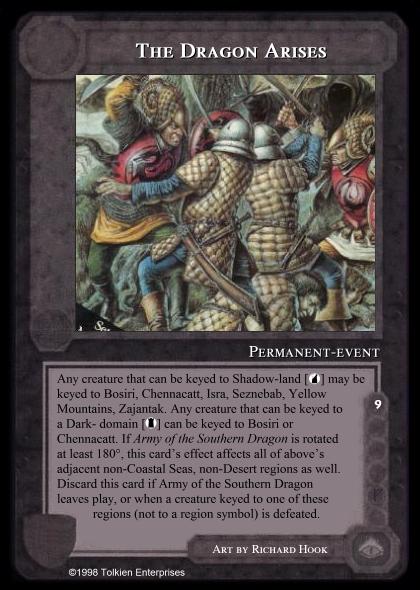 The Dragon Arises
Permanent-event
Any creature that can be keyed to Shadow-land [ ] may be
keyed to Bosiri, Chennacatt, Isra, Seznebab, Yellow
Mountains, Zajantak. Any creature that can be keyed to
a Dark- domain [ ] can be keyed to Bosiri or
Chennacatt. If Army of the Southern Dragon is rotated
at least 180°, this card's effect affects all of above's
adjacent non-Coastal Seas, non-Desert regions as well.
Discard this card if Army of the Southern Dragon
leaves play, or when a creature keyed to one of these
regions (not to a region symbol) is defeated.
9
Art by Richard Hook
©1998 Tolkien Enterprises